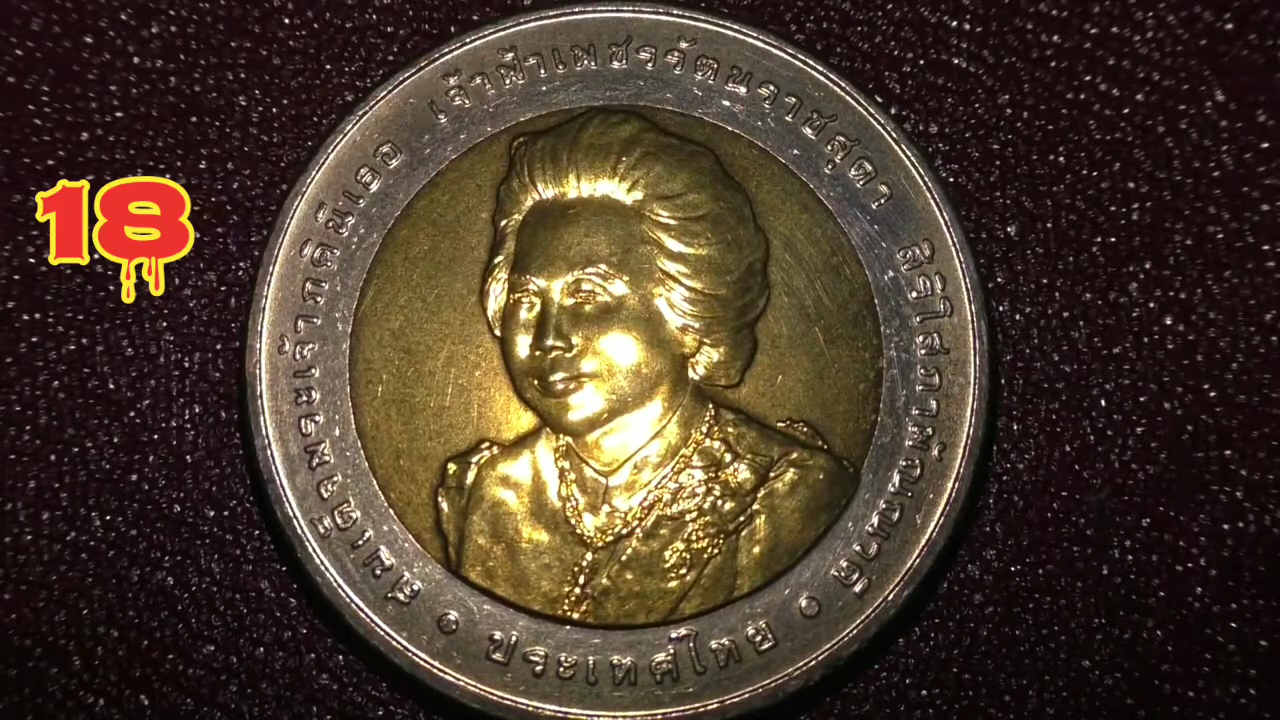 18
สมเด็จพระเจ้าภคินีเธอ เจ้าฟ้าเพชรรัตนราชสุดา สิริโสภาพัณณวดี
ประเทศไทย